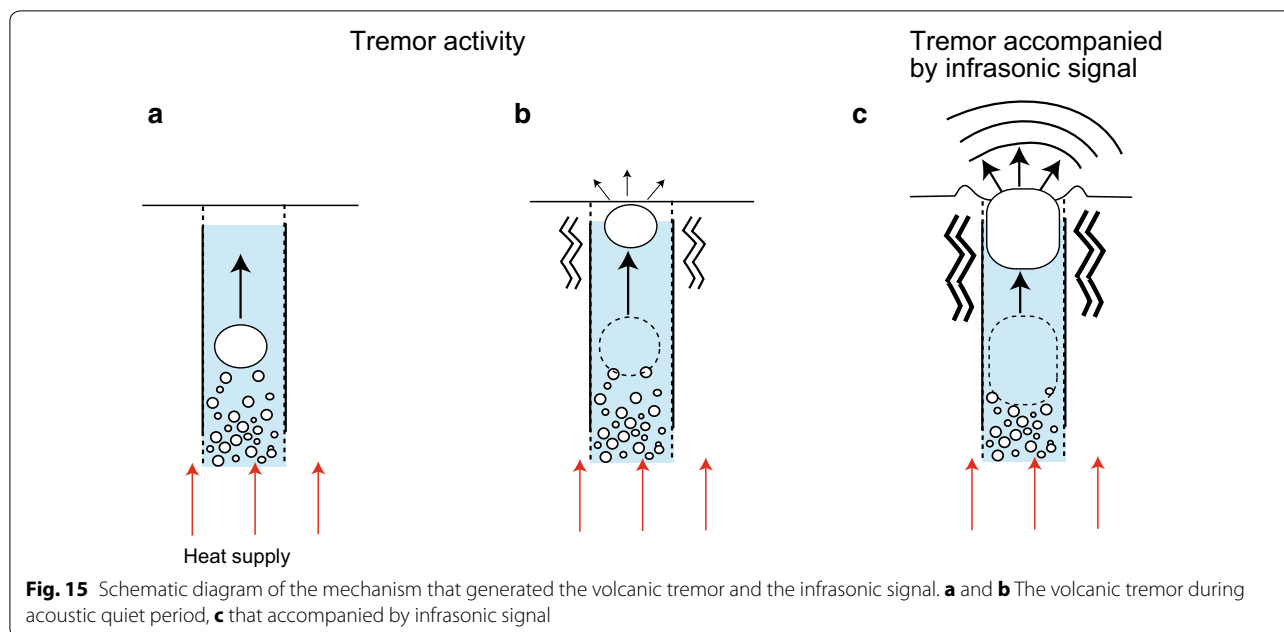 Tremor activity
Tremor accompanied
by infrasonic signal
a
b
c
Heat supply
Fig. 15 Schematic diagram of the mechanism that generated the volcanic tremor and the infrasonic signal. a and b The volcanic tremor during
acoustic quiet period, c that accompanied by infrasonic signal